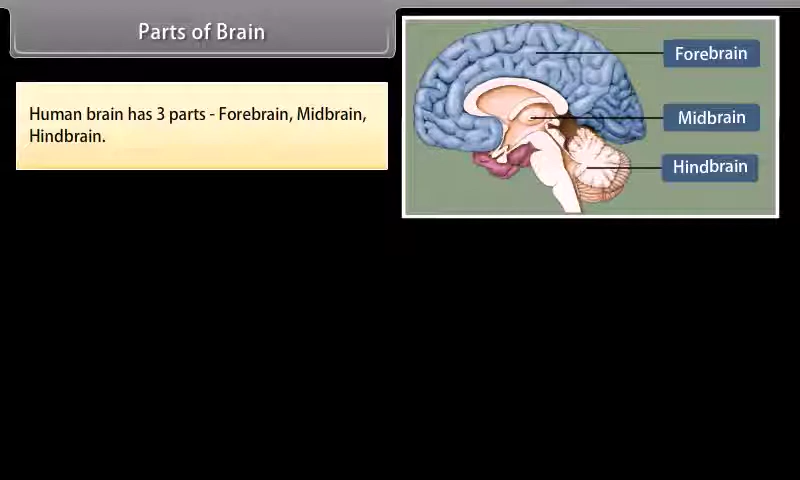 Parts of Brain
Human brain has 3 parts - Forebrain, Midbrain,
Hindbrain.
Forebrain
Midbrain
Hindbrain